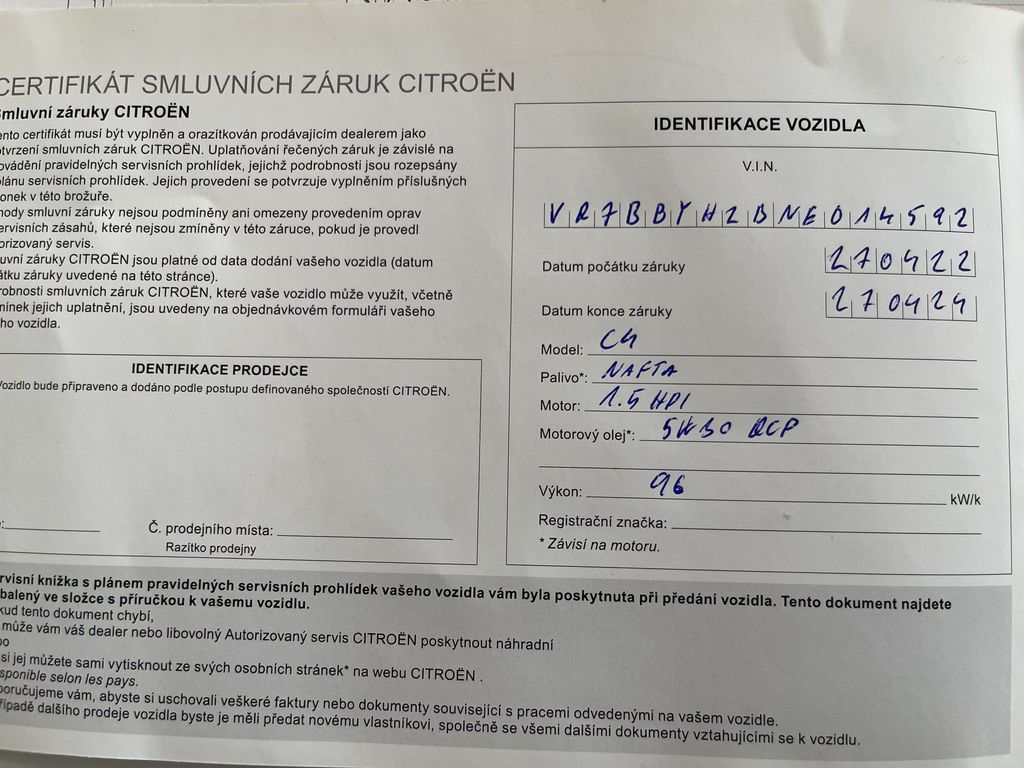 CERTIFIKÁT SMLUVNÍCH ZÁRUK CITROËN
Smluvní záruky CITROËN
ento certifikát musí být vyplněn a orazítkován prodávajícím dealerem jako
otvrzení smluvních záruk CITROËN. Uplatňování řečených záruk je závislé na
ovádění pravidelných servisních prohlídek, jejichž podrobnosti jsou rozepsány
plánu servisních prohlídek. Jejich provedení se potvrzuje vyplněním příslušných
onek v této brožuře.
hody smluvní záruky nejsou podmíněny ani omezeny provedením oprav
ervisních zásahů, které nejsou zmíněny v této záruce, pokud je provedl
orizovaný servis.
uvní záruky CITROËN jsou platné od data dodání vašeho vozidla (datum
átku záruky uvedené na této stránce).
robnosti smluvních záruk CITROËN, které vaše vozidlo může využít, včetně
mínek jejich uplatnění, jsou uvedeny na objednávkovém formuláři vašeho
ho vozidla.
IDENTIFIKACE PRODEJCE
Vozidlo bude připraveno a dodáno podle postupu definovaného společností CITROËN.
Č. prodejního místa:
Razítko prodejny
IDENTIFIKACE VOZIDLA
V.I.N.
VR7BBYHZBNE014592
Datum počátku záruky 270422
Datum konce záruky 270424
Model: C4
Palivo*: NAFTA
Motor: 1.5 HDI
Motorový olej*: 5W30 RCP
Výkon: 96 kW/k
Registrační značka:
* Závisí na motoru.
rvisní knížka s plánem pravidelných servisních prohlídek vašeho vozidla vám byla poskytnuta při předání vozidla. Tento dokument najdete
balený ve složce s příručkou k vašemu vozidlu.
kud tento dokument chybí,
může vám váš dealer nebo libovolný Autorizovaný servis CITROËN poskytnout náhradní
bo
si jej můžete sami vytisknout ze svých osobních stránek* na webu CITROËN .
sponible selon les pays.
poručujeme vám, abyste si uschovali veškeré faktury nebo dokumenty související s pracemi odvedenými na vašem vozidle.
řípadě dalšího prodeje vozidla byste je měli předat novému vlastníkovi, společně se všemi dalšími dokumenty vztahujícími se k vozidlu.